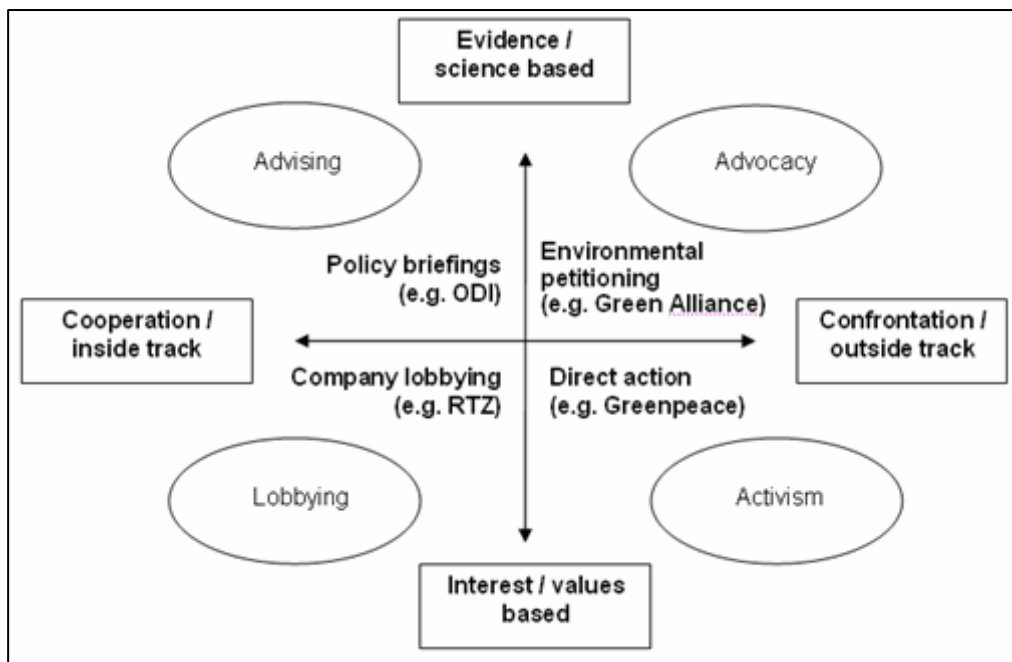 Evidence /
science based
Advising
Advocacy
Policy briefings
(e.g. ODI)
Environmental
petitioning
(e.g. Green Alliance)
Cooperation /
inside track
Confrontation /
outside track
Company lobbying
(e.g. RTZ)
Direct action
(e.g. Greenpeace)
Lobbying
Activism
Interest / values
based